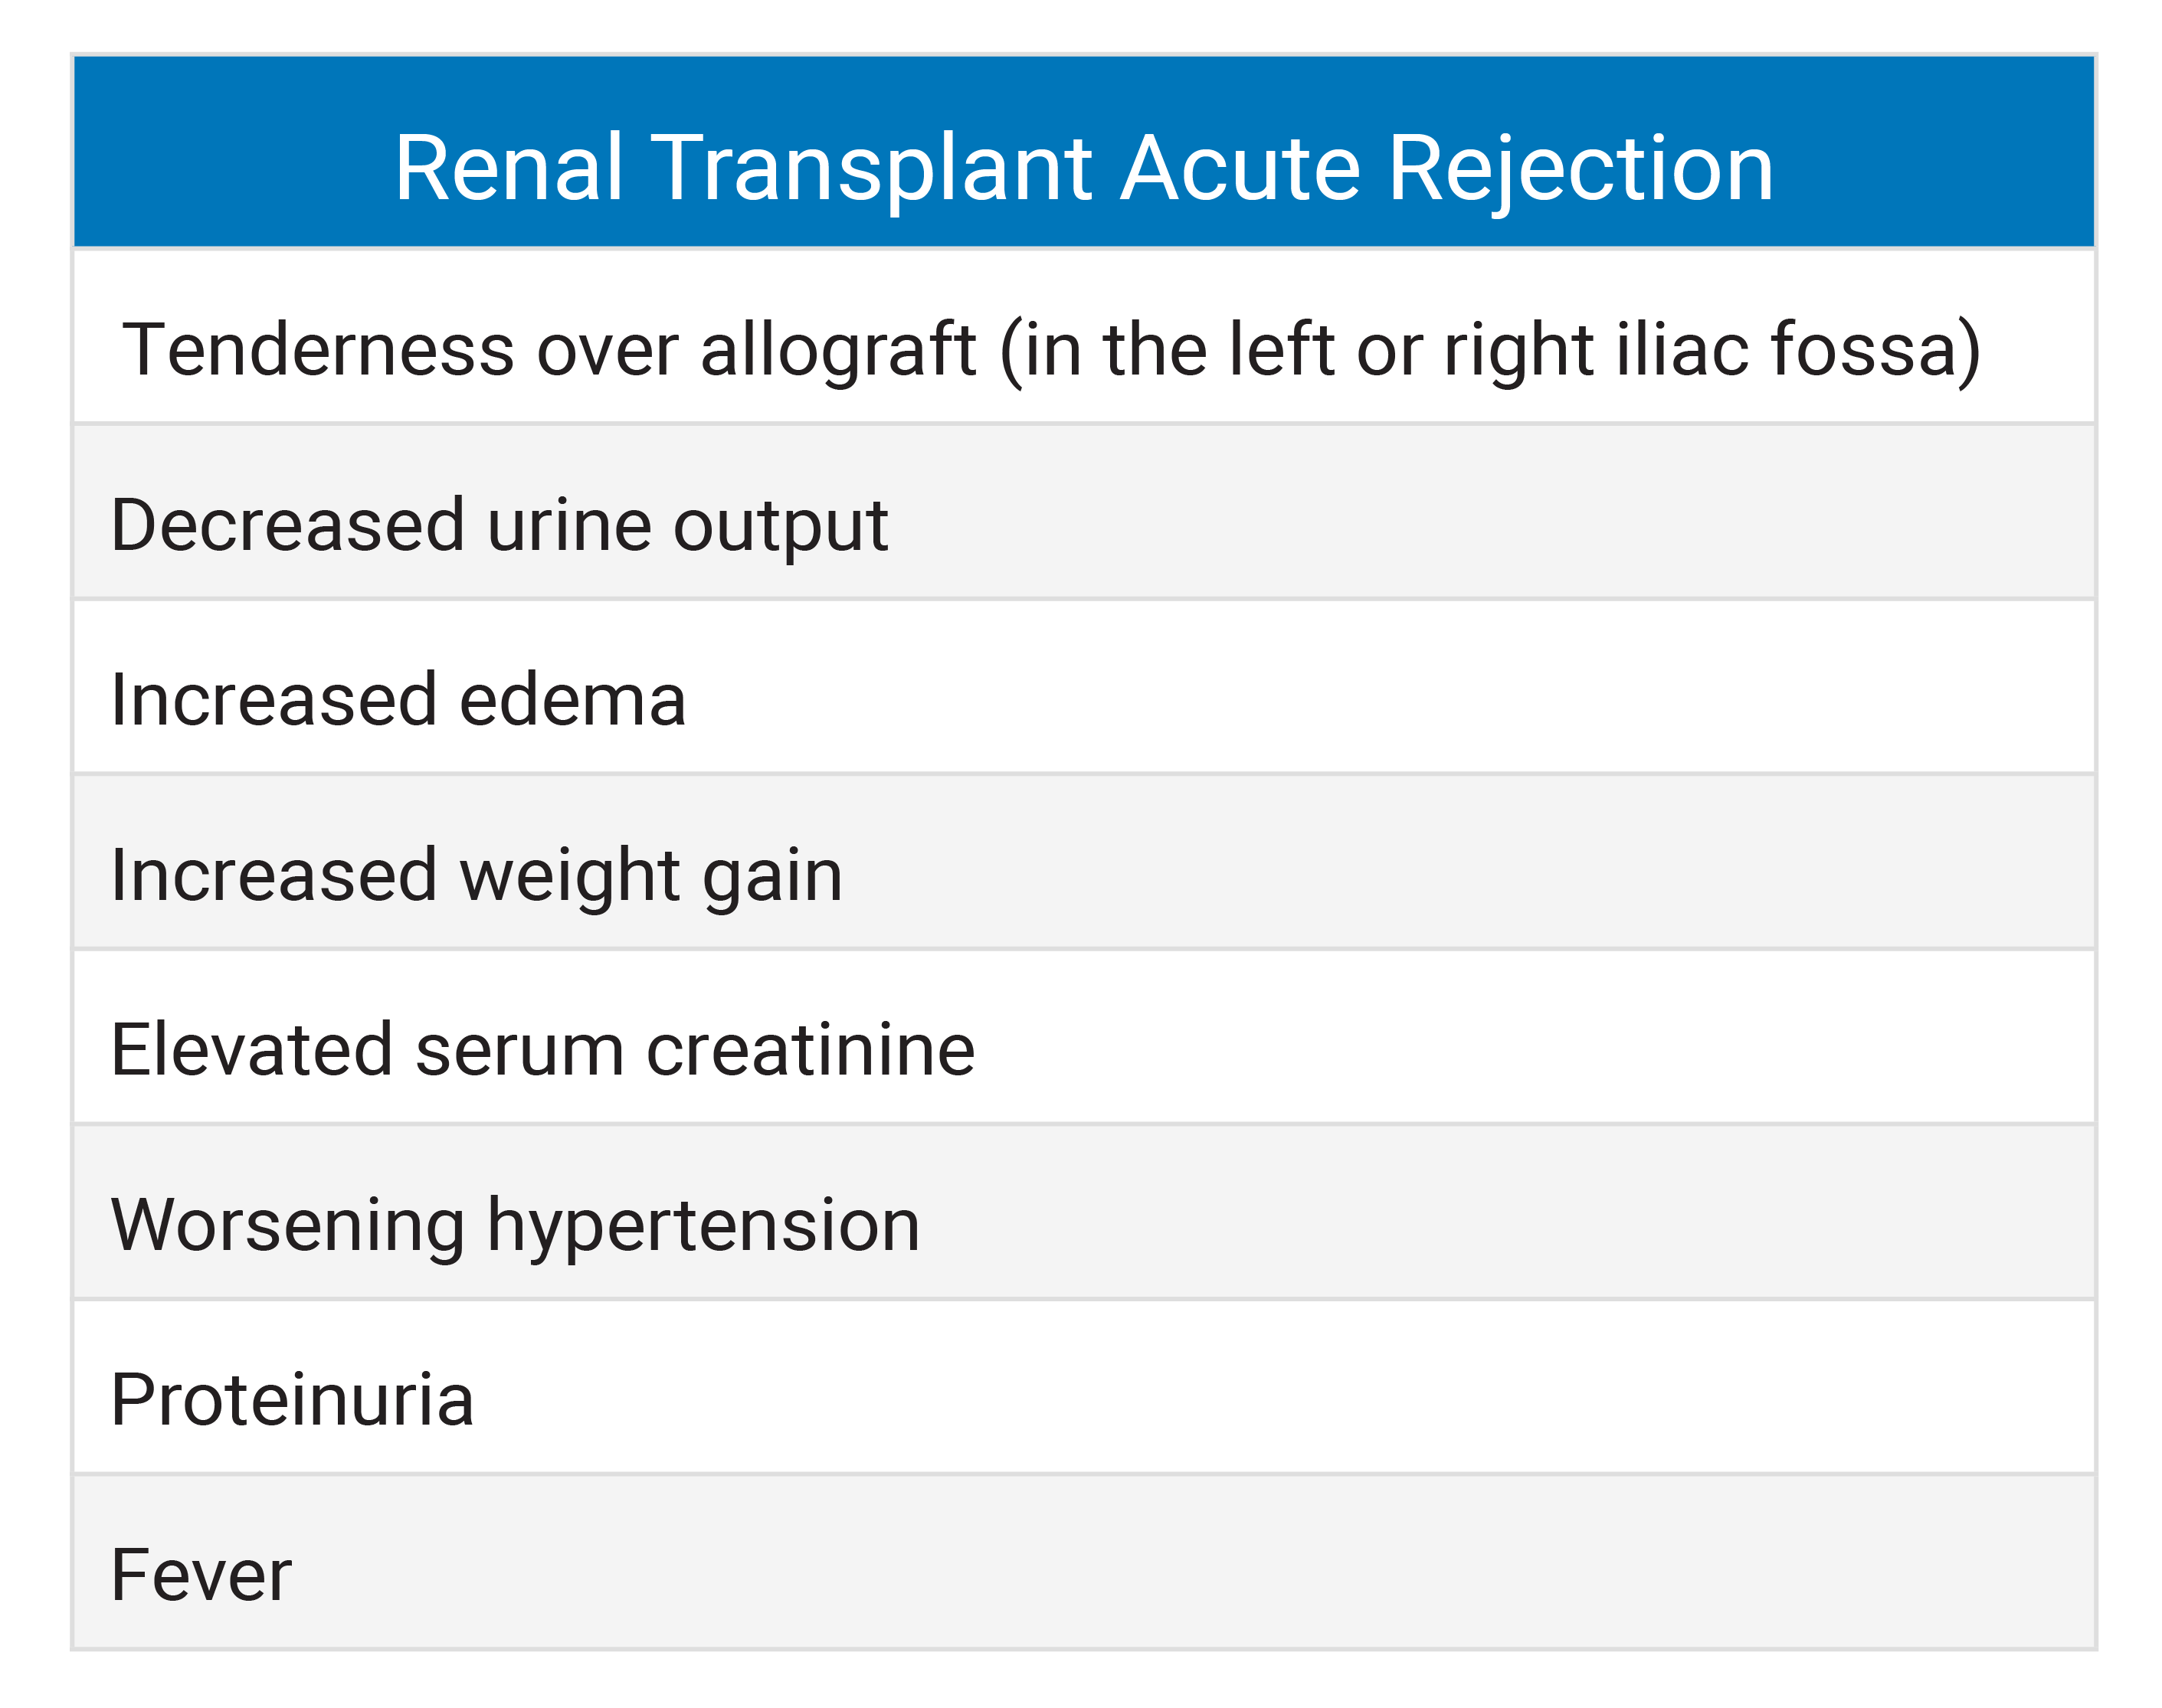 Renal Transplant Acute Rejection
Tenderness over allograft (in the left or right iliac fossa)
Decreased urine output
Increased edema
Increased weight gain
Elevated serum creatinine
Worsening hypertension
Proteinuria
Fever